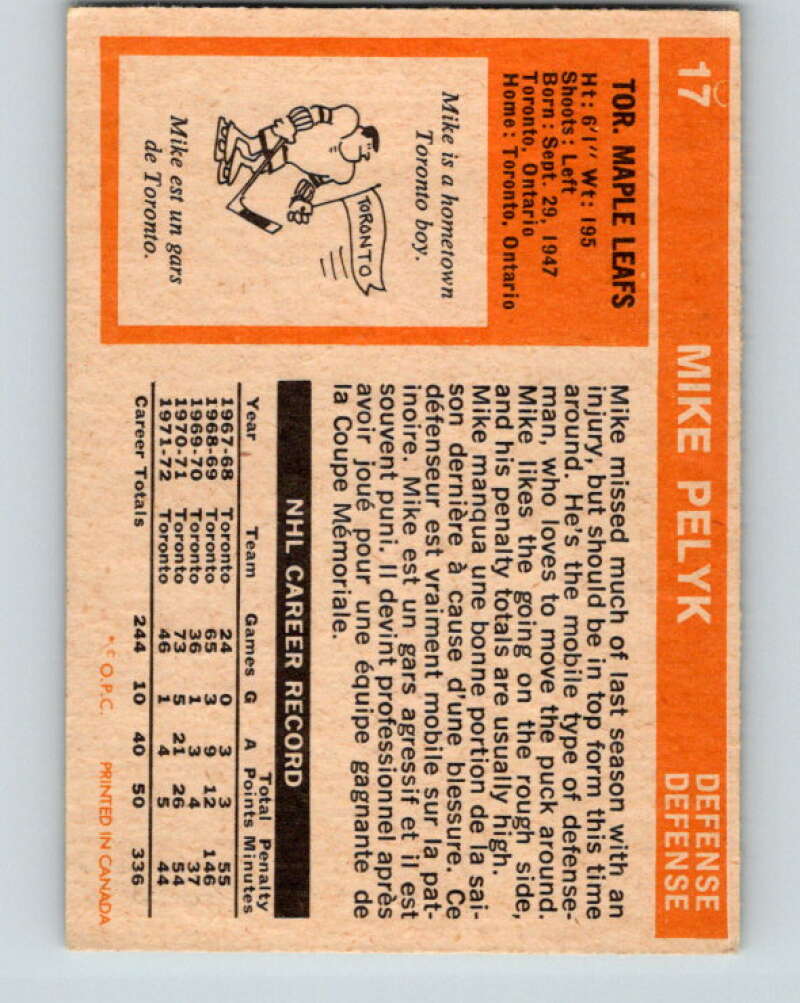 17 MIKE PELYK DEFENSE
DEFENSE
TOR. MAPLE LEAFS
Ht: 6'1" Wt: 195
Shoots: Left
Born: Sept. 29, 1947
Toronto, Ontario
Home: Toronto, Ontario
Mike is a hometown
Toronto boy.
TORONTO
Mike est un gars
de Toronto.
Mike missed much of last season with an
injury, but should be in top form this time
around. He's the mobile type of defense-
man, who loves to move the puck around.
Mike likes the going on the rough side,
and his penalty totals are usually high.
Mike manqua une bonne portion de la sai-
son dernière à cause d'une blessure. Ce
défenseur est vraiment mobile sur la pat-
inoire. Mike est un gars agressif et il est
souvent puni. Il devint professionnel après
avoir joué pour une équipe gagnante de
la Coupe Mémoriale.
NHL CAREER RECORD
Total Penalty
Year Team Games G A Points Minutes
1967-68 Toronto 24 0 3 3 55
1968-69 Toronto 65 3 9 12 146
1969-70 Toronto 36 1 3 4 37
1970-71 Toronto 73 5 21 26 54
1971-72 Toronto 46 1 4 5 44
Career Totals 244 10 40 50 336
* © O.P.C. PRINTED IN CANADA